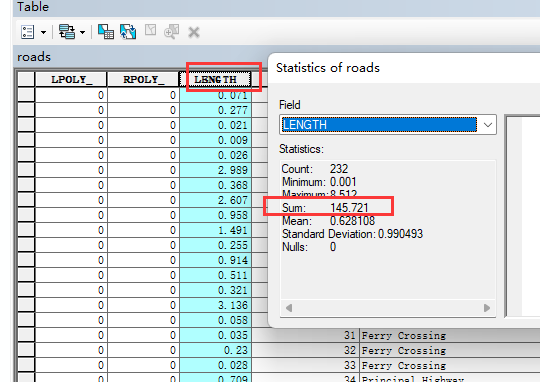 Table
roads
LPOLY_ RPOLY_ LENGTH
0 0 0.071
0 0 0.277
0 0 0.021
0 0 0.009
0 0 0.026
0 0 2.989
0 0 0.368
0 0 2.607
0 0 0.958
0 0 1.491
0 0 0.255
0 0 0.914
0 0 0.511
0 0 0.321
0 0 3.136
0 0 0.058
0 0 0.035 31 Ferry Crossing
0 0 0.23 32 Ferry Crossing
0 0 0.028 33 Ferry Crossing
0 0 0.709 34 Principal Highway
Statistics of roads
Field
LENGTH
Statistics:
Count: 232
Minimum: 0.001
Maximum: 8.512
Sum: 145.721
Mean: 0.628108
Standard Deviation: 0.990493
Nulls: 0